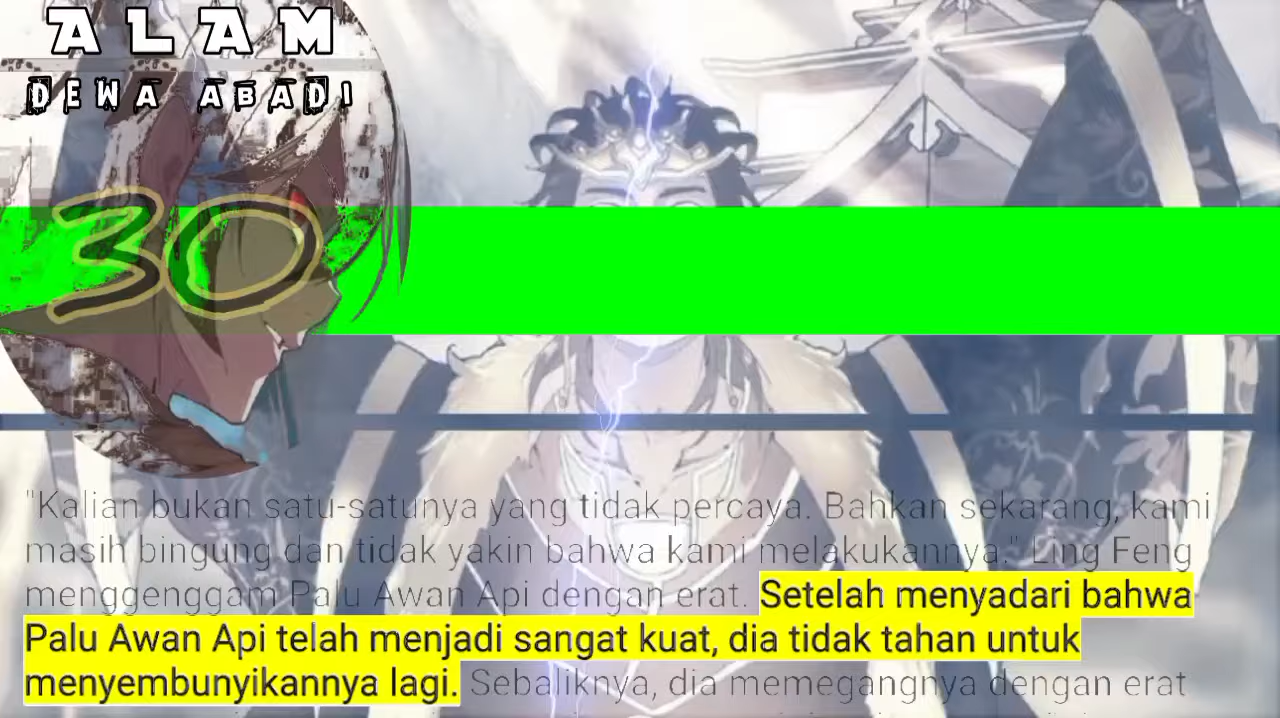 ALAM
DEWA ABADI
30
"Kalian bukan satu-satunya yang tidak percaya. Bahkan sekarang, kami
masih bingung dan tidak yakin bahwa kami melakukannya." Ling Feng
menggenggam Palu Awan Api dengan erat. Setelah menyadari bahwa
Palu Awan Api telah menjadi sangat kuat, dia tidak tahan untuk
menyembunyikannya lagi. Sebaliknya, dia memegangnya dengan erat